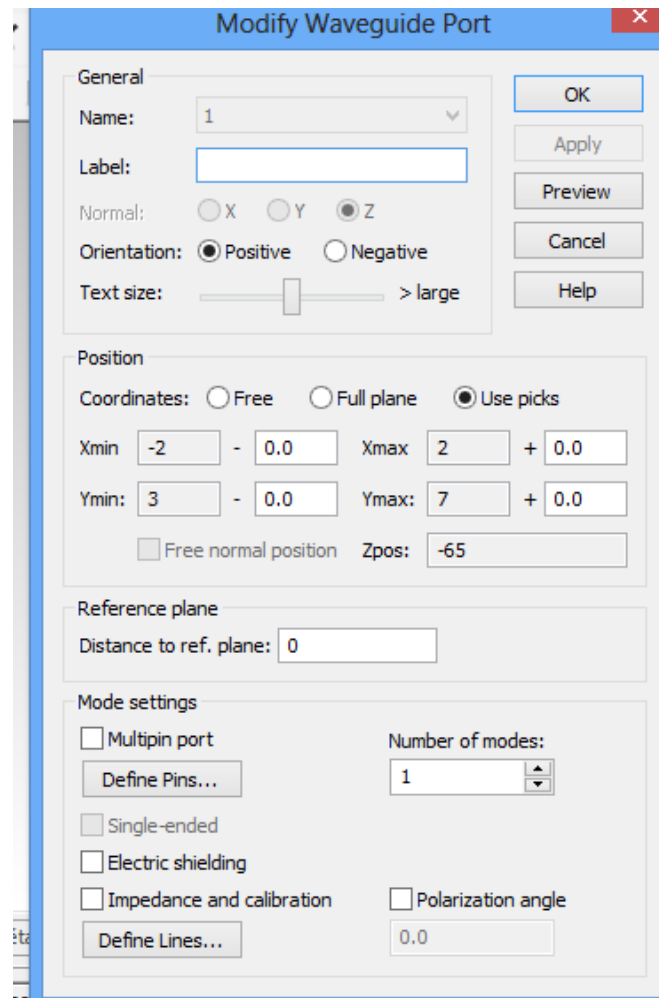 Modify Waveguide Port
General
OK
Name: 1
Apply
Label:
Preview
Normal: X Y Z
Cancel
Orientation: Positive Negative
Help
Text size: > large
Position
Coordinates: Free Full plane Use picks
Xmin -2 - 0.0 Xmax 2 + 0.0
Ymin: 3 - 0.0 Ymax: 7 + 0.0
Free normal position Zpos: -65
Reference plane
Distance to ref. plane: 0
Mode settings
Multipin port Number of modes:
Define Pins... 1
Single-ended
Electric shielding
Impedance and calibration Polarization angle
Define Lines... 0.0